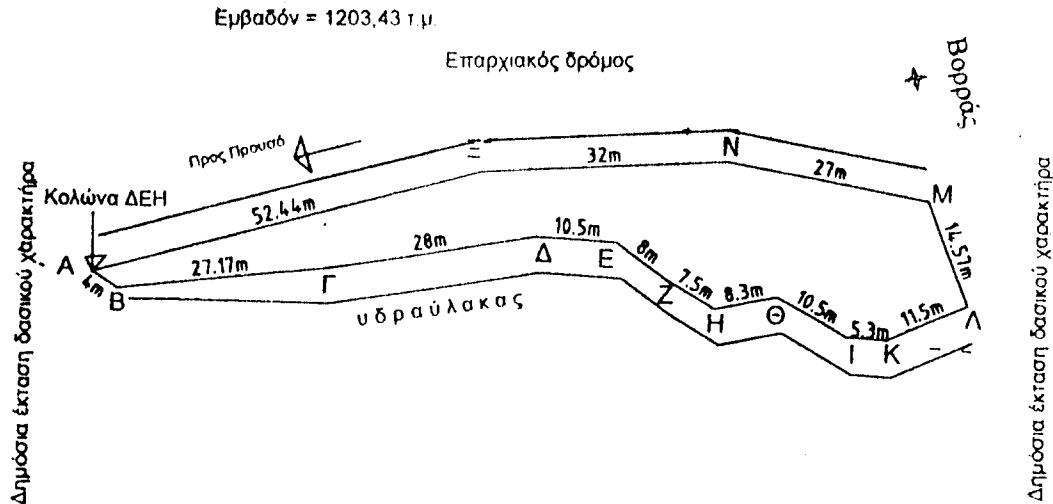 Εμβαδόν = 1203,43 τ.μ.
Επαρχιακός δρόμος
Βορράς
Προς Προυσό
Ξ
32m
Ν
27m
Μ
Κολώνα ΔΕΗ
52.44m
14.57m
Α
4m
Β
27.17m
Γ
28m
Δ
10.5m
Ε
8m
Ζ
7.5m
Η
8.3m
Θ
10.5m
Ι
5.3m
Κ
11.5m
Λ
υδραύλακας
Δημόσια έκταση δασικού χαρακτήρα
Δημόσια έκταση δασικού χαρακτήρα